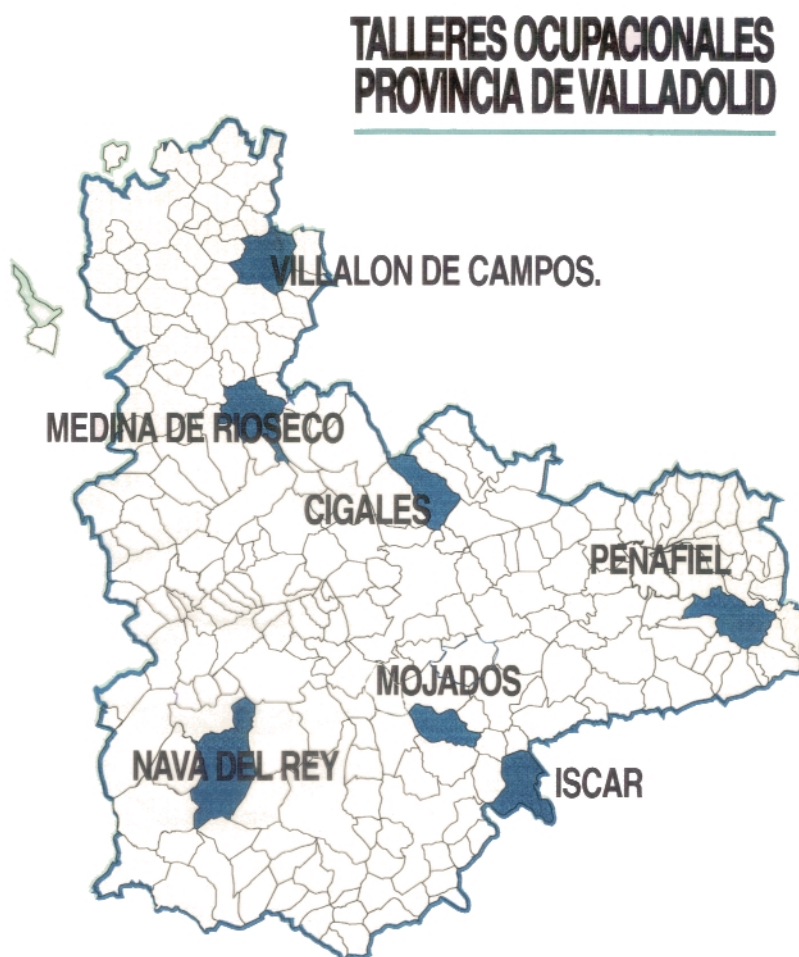 TALLERES OCUPACIONALES
PROVINCIA DE VALLADOLID
VILLALON DE CAMPOS.
MEDINA DE RIOSECO
CIGALES
PEÑAFIEL
MOJADOS
NAVA DEL REY
ISCAR